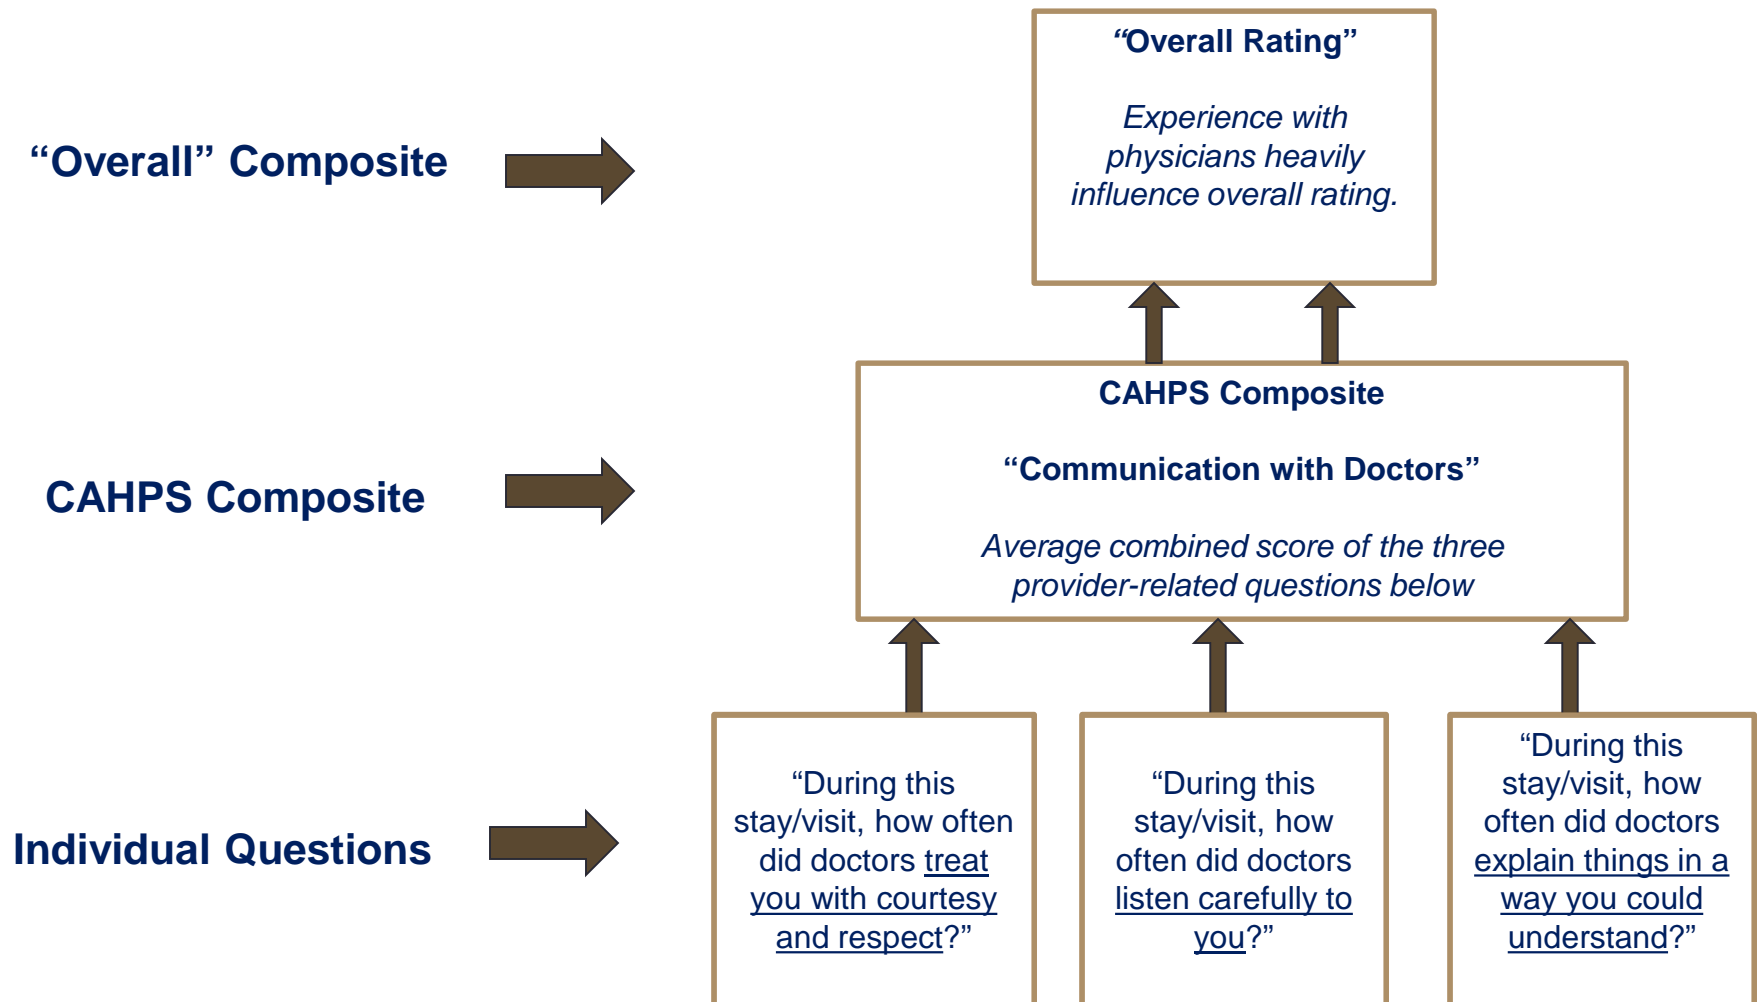 “Overall Rating”
Experience with
physicians heavily
influence overall rating.
“Overall” Composite
CAHPS Composite
“Communication with Doctors”
Average combined score of the three
provider-related questions below
CAHPS Composite
“During this
stay/visit, how often
did doctors treat
you with courtesy
and respect?”
“During this
stay/visit, how
often did doctors
listen carefully to
you?”
“During this
stay/visit, how
often did doctors
explain things in a
way you could
understand?”
Individual Questions